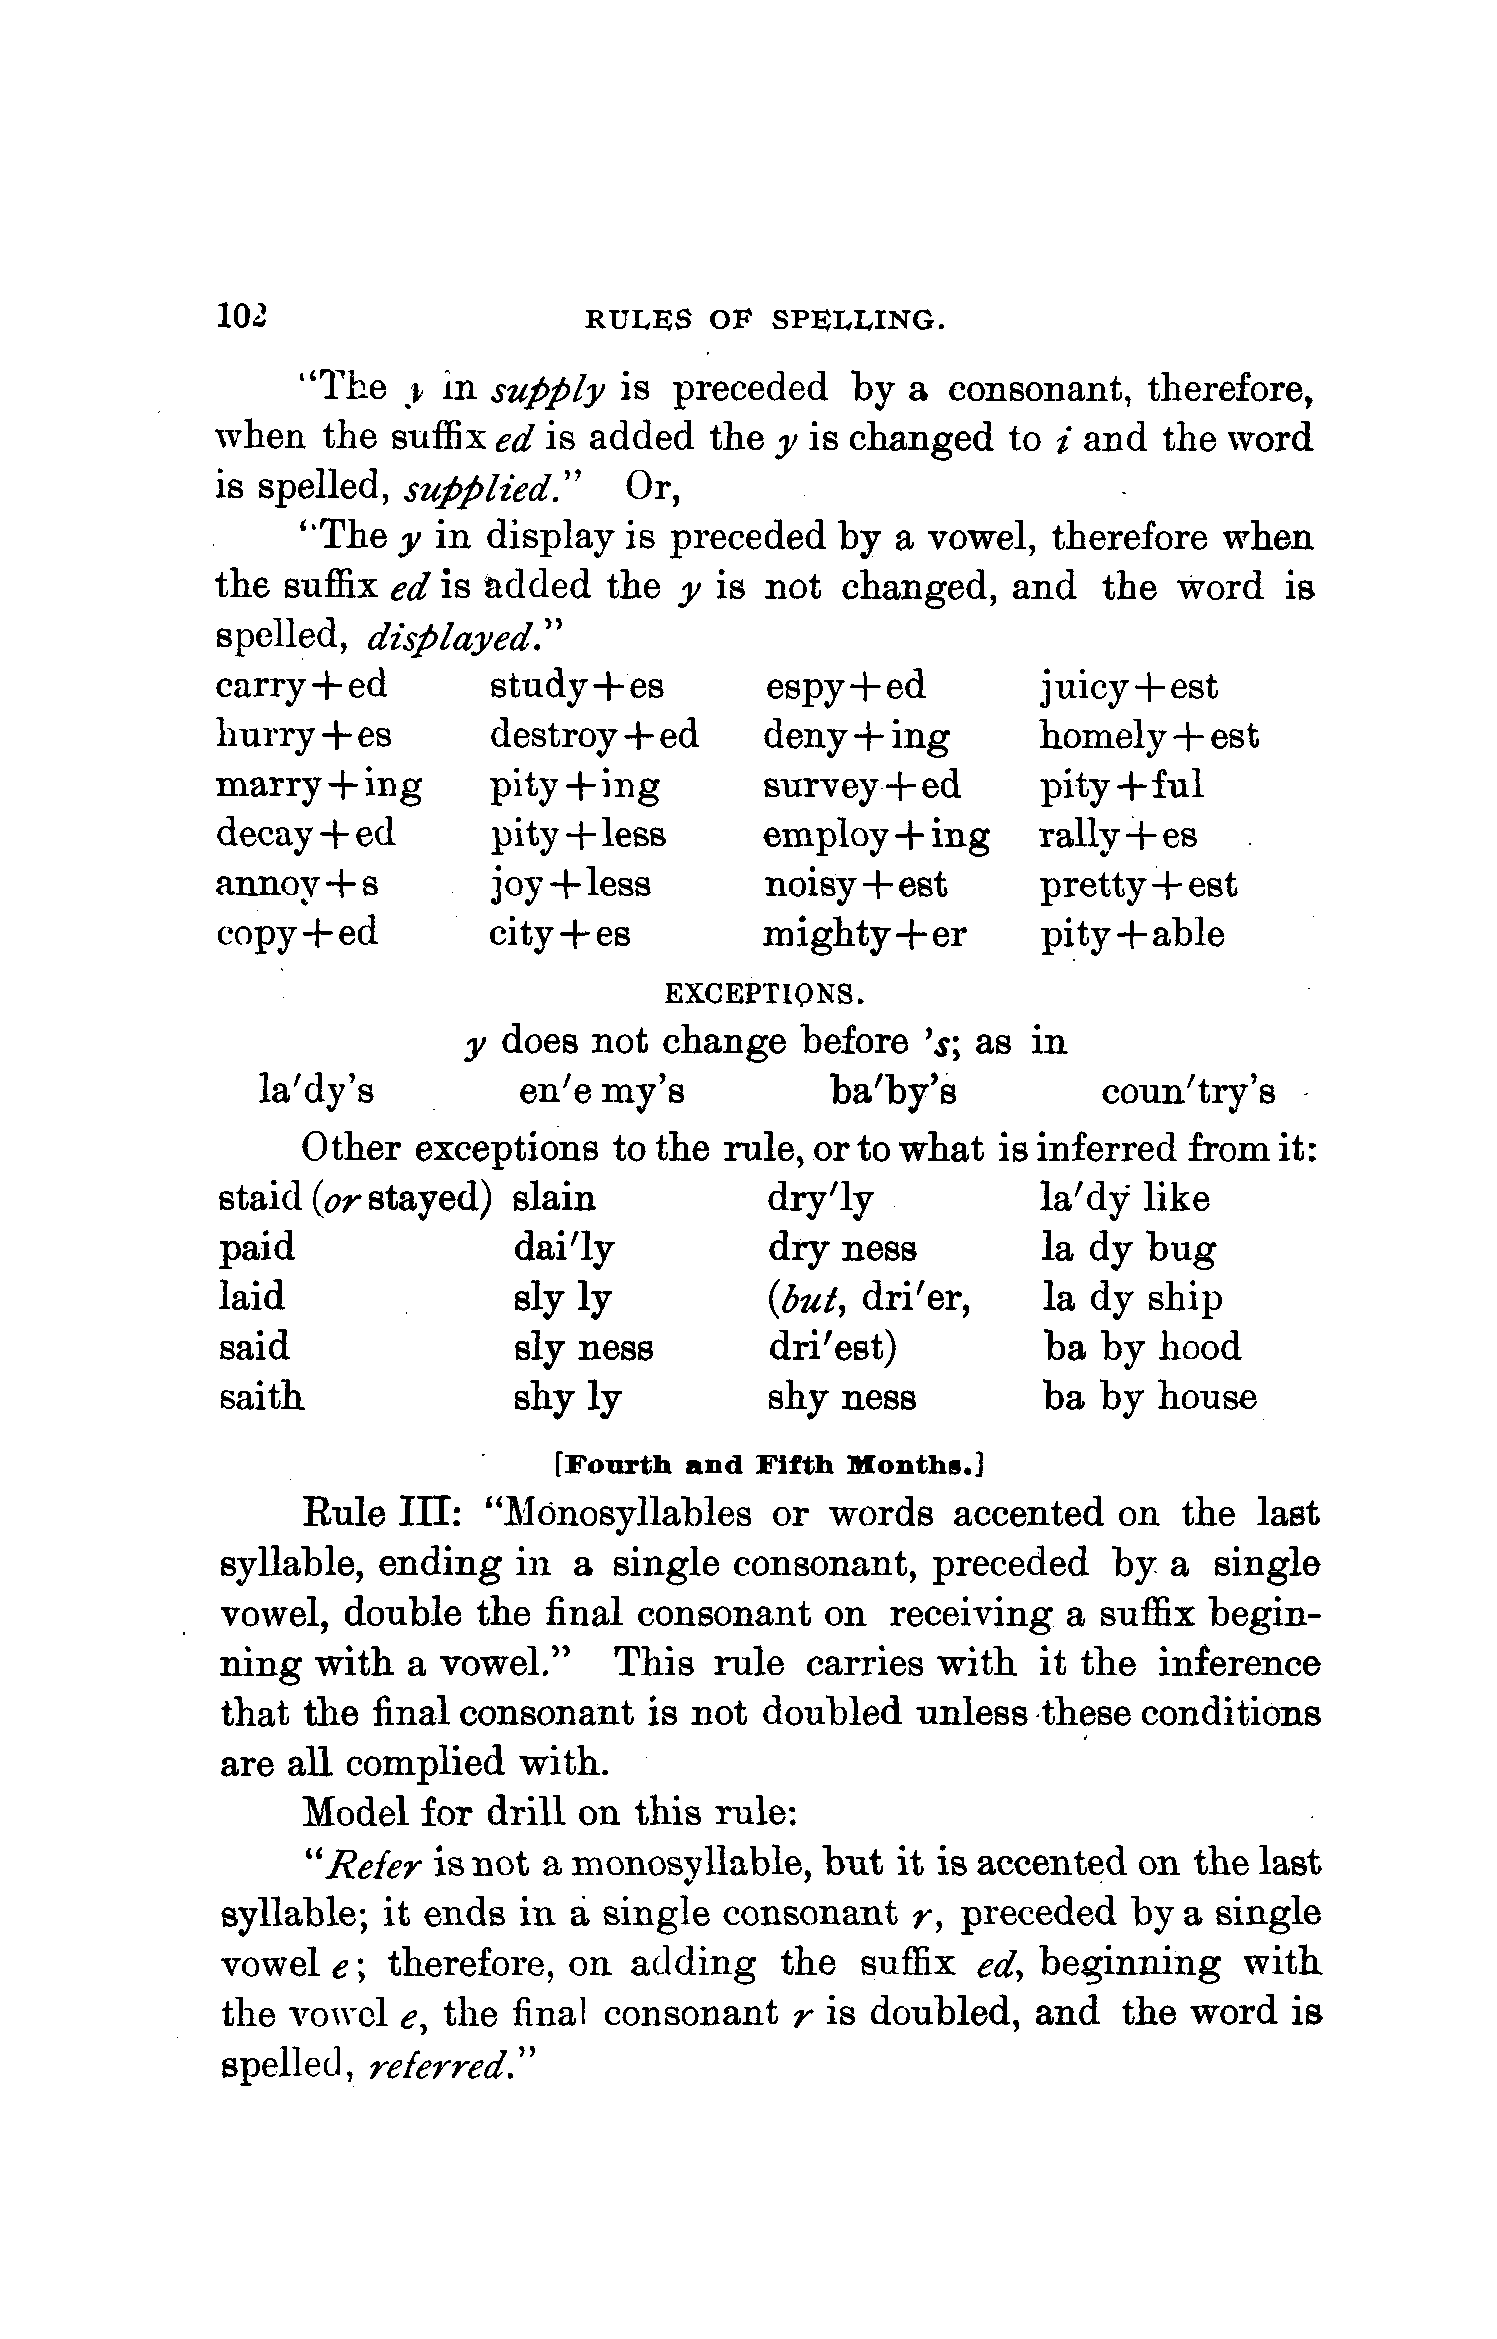 102 RULES OF SPELLING.
"The y in supply is preceded by a consonant, therefore,
when the suffix ed is added the y is changed to i and the word
is spelled, supplied." Or,
"The y in display is preceded by a vowel, therefore when
the suffix ed is added the y is not changed, and the word is
spelled, displayed."
carry+ed study+es espy+ed juicy+est
hurry+es destroy+ed deny+ing homely+est
marry+ing pity+ing survey+ed pity+ful
decay+ed pity+less employ+ing rally+es
annoy+s joy+less noisy+est pretty+est
copy+ed city+es mighty+er pity+able
EXCEPTIONS.
y does not change before 's; as in
la'dy's en'e my's ba'by's coun'try's
Other exceptions to the rule, or to what is inferred from it:
staid (or stayed) slain dry'ly la'dy like
paid dai'ly dry ness la dy bug
laid sly ly (but, dri'er, la dy ship
said sly ness dri'est) ba by hood
saith shy ly shy ness ba by house
[Fourth and Fifth Months.]
Rule III: "Monosyllables or words accented on the last
syllable, ending in a single consonant, preceded by a single
vowel, double the final consonant on receiving a suffix begin-
ning with a vowel." This rule carries with it the inference
that the final consonant is not doubled unless these conditions
are all complied with.
Model for drill on this rule:
"Refer is not a monosyllable, but it is accented on the last
syllable; it ends in a single consonant r, preceded by a single
vowel e; therefore, on adding the suffix ed, beginning with
the vowel e, the final consonant r is doubled, and the word is
spelled, referred."